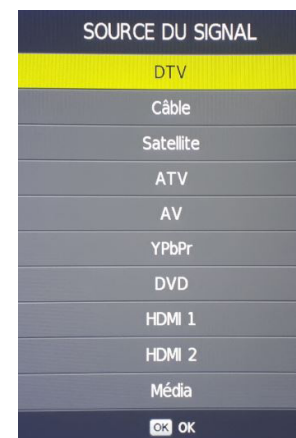 SOURCE DU SIGNAL
DTV
Câble
Satellite
ATV
AV
YPbPr
DVD
HDMI 1
HDMI 2
Média
OK OK